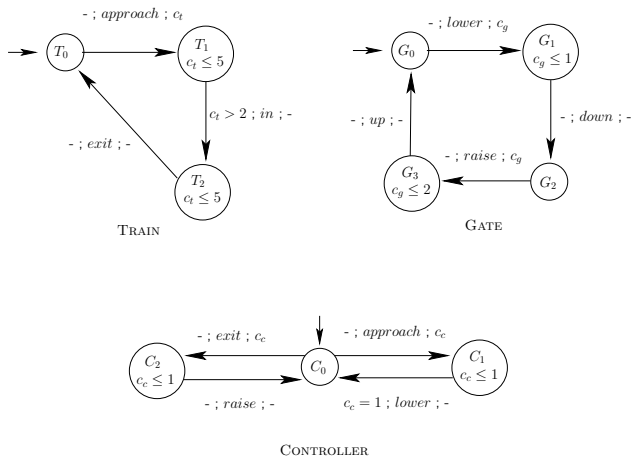 - ; approach ; c_t
T_0
T_1
c_t ≤ 5
c_t > 2 ; in ; -
- ; exit ; -
T_2
c_t ≤ 5
TRAIN
- ; lower ; c_g
G_0
G_1
c_g ≤ 1
- ; up ; -
- ; down ; -
- ; raise ; c_g
G_3
c_g ≤ 2
G_2
GATE
- ; exit ; c_c
- ; approach ; c_c
C_2
c_c ≤ 1
C_0
C_1
c_c ≤ 1
- ; raise ; -
c_c = 1 ; lower ; -
CONTROLLER